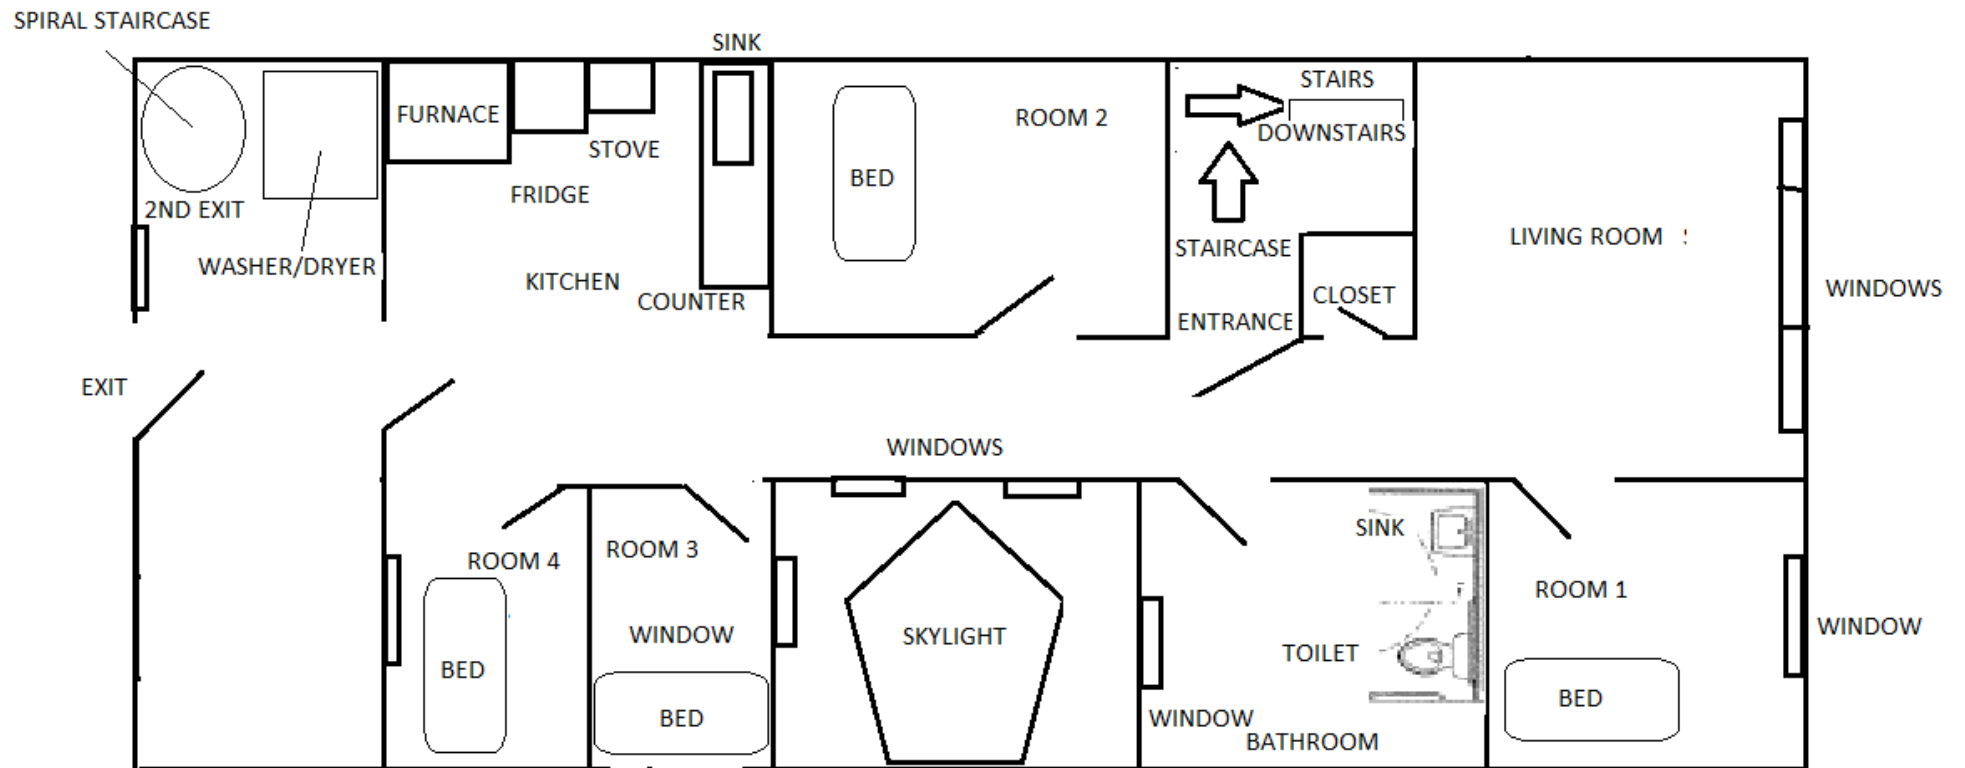 SPIRAL STAIRCASE
SINK
STAIRS
FURNACE
ROOM 2
DOWNSTAIRS
STOVE
BED
FRIDGE
2ND EXIT
LIVING ROOM
STAIRCASE
WASHER/DRYER
KITCHEN
WINDOWS
CLOSET
COUNTER
ENTRANCE
EXIT
WINDOWS
SINK
ROOM 3
ROOM 4
ROOM 1
WINDOW
WINDOW
SKYLIGHT
TOILET
BED
BED
BED
WINDOW
BATHROOM